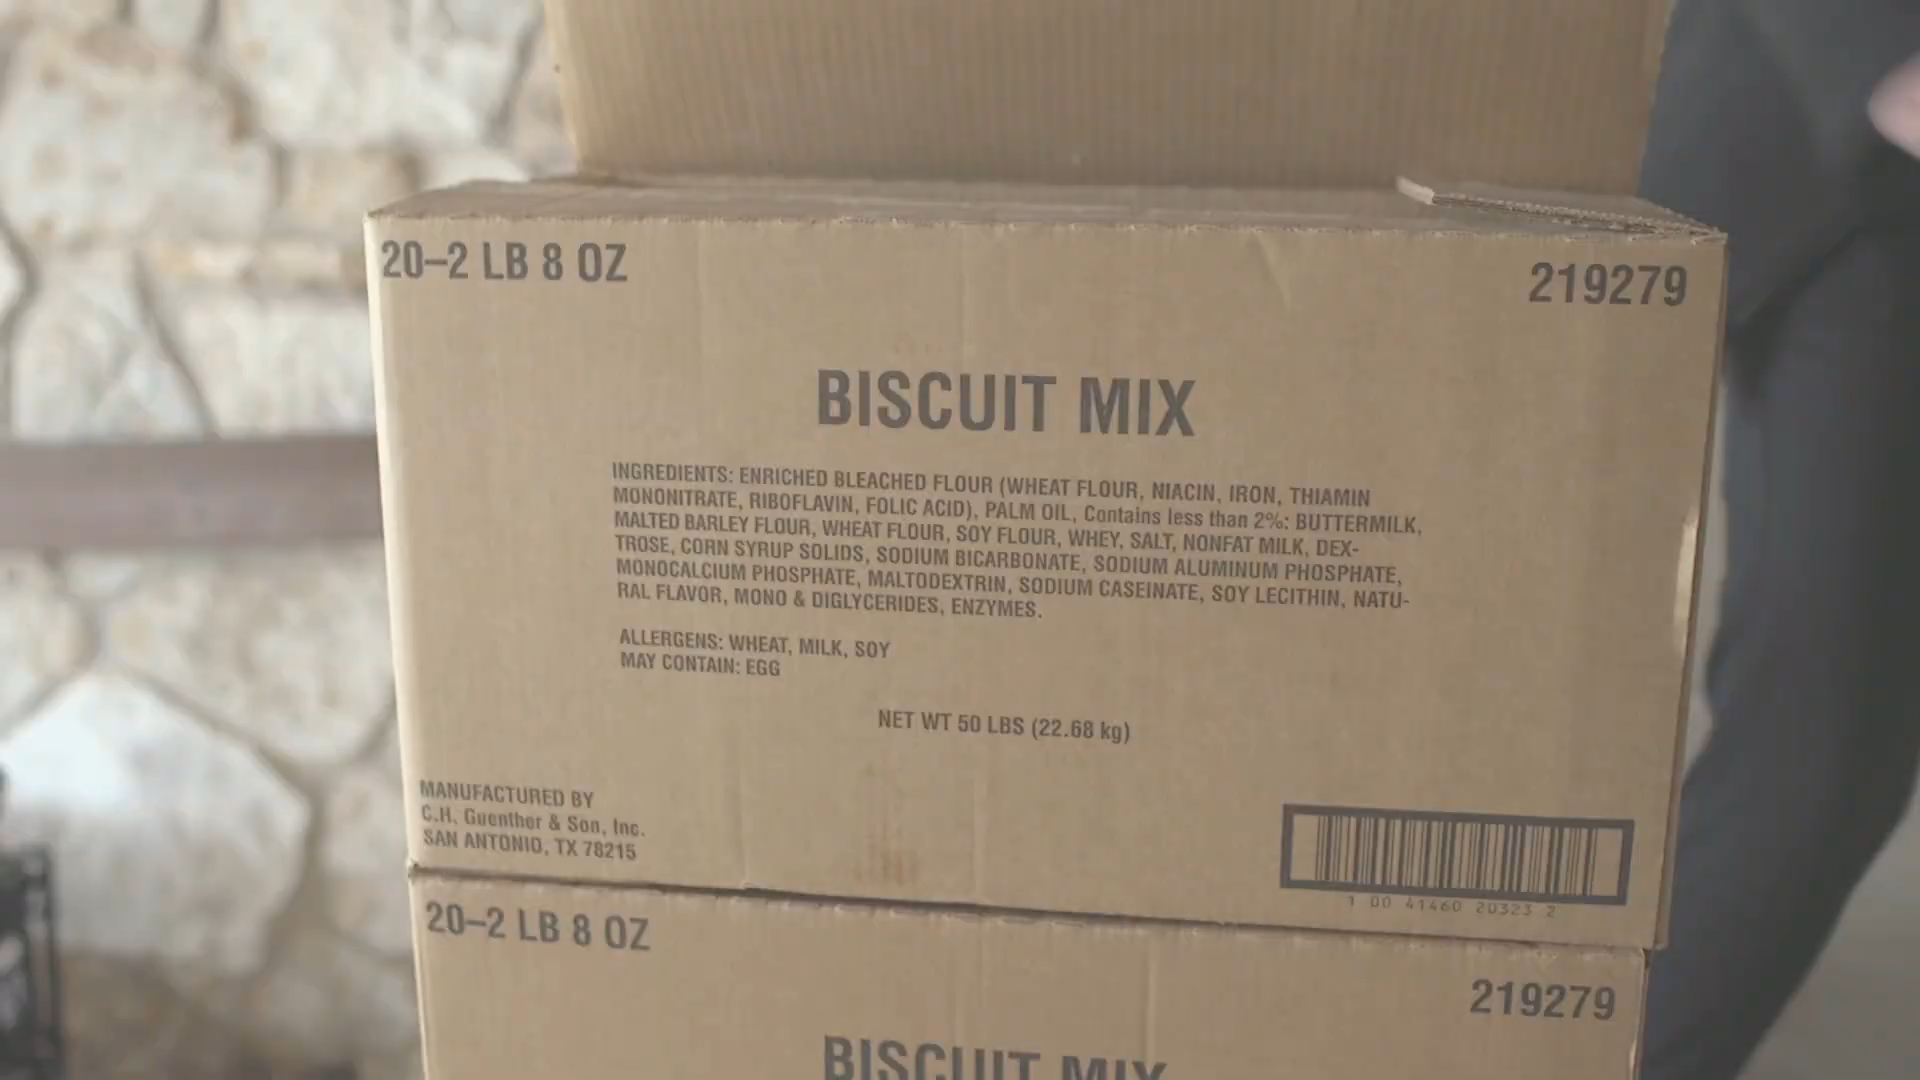 20–2 LB 8 OZ
219279
BISCUIT MIX
INGREDIENTS: ENRICHED BLEACHED FLOUR (WHEAT FLOUR, NIACIN, IRON, THIAMIN
MONONITRATE, RIBOFLAVIN, FOLIC ACID), PALM OIL, Contains less than 2%: BUTTERMILK,
MALTED BARLEY FLOUR, WHEAT FLOUR, SOY FLOUR, WHEY, SALT, NONFAT MILK, DEX-
TROSE, CORN SYRUP SOLIDS, SODIUM BICARBONATE, SODIUM ALUMINUM PHOSPHATE,
MONOCALCIUM PHOSPHATE, MALTODEXTRIN, SODIUM CASEINATE, SOY LECITHIN, NATU-
RAL FLAVOR, MONO & DIGLYCERIDES, ENZYMES.
ALLERGENS: WHEAT, MILK, SOY
MAY CONTAIN: EGG
NET WT 50 LBS (22.68 kg)
MANUFACTURED BY
C.H. Guenther & Son, Inc.
SAN ANTONIO, TX 78215
1 00 41460 20323 2
20–2 LB 8 OZ
219279
BISCUIT MIX